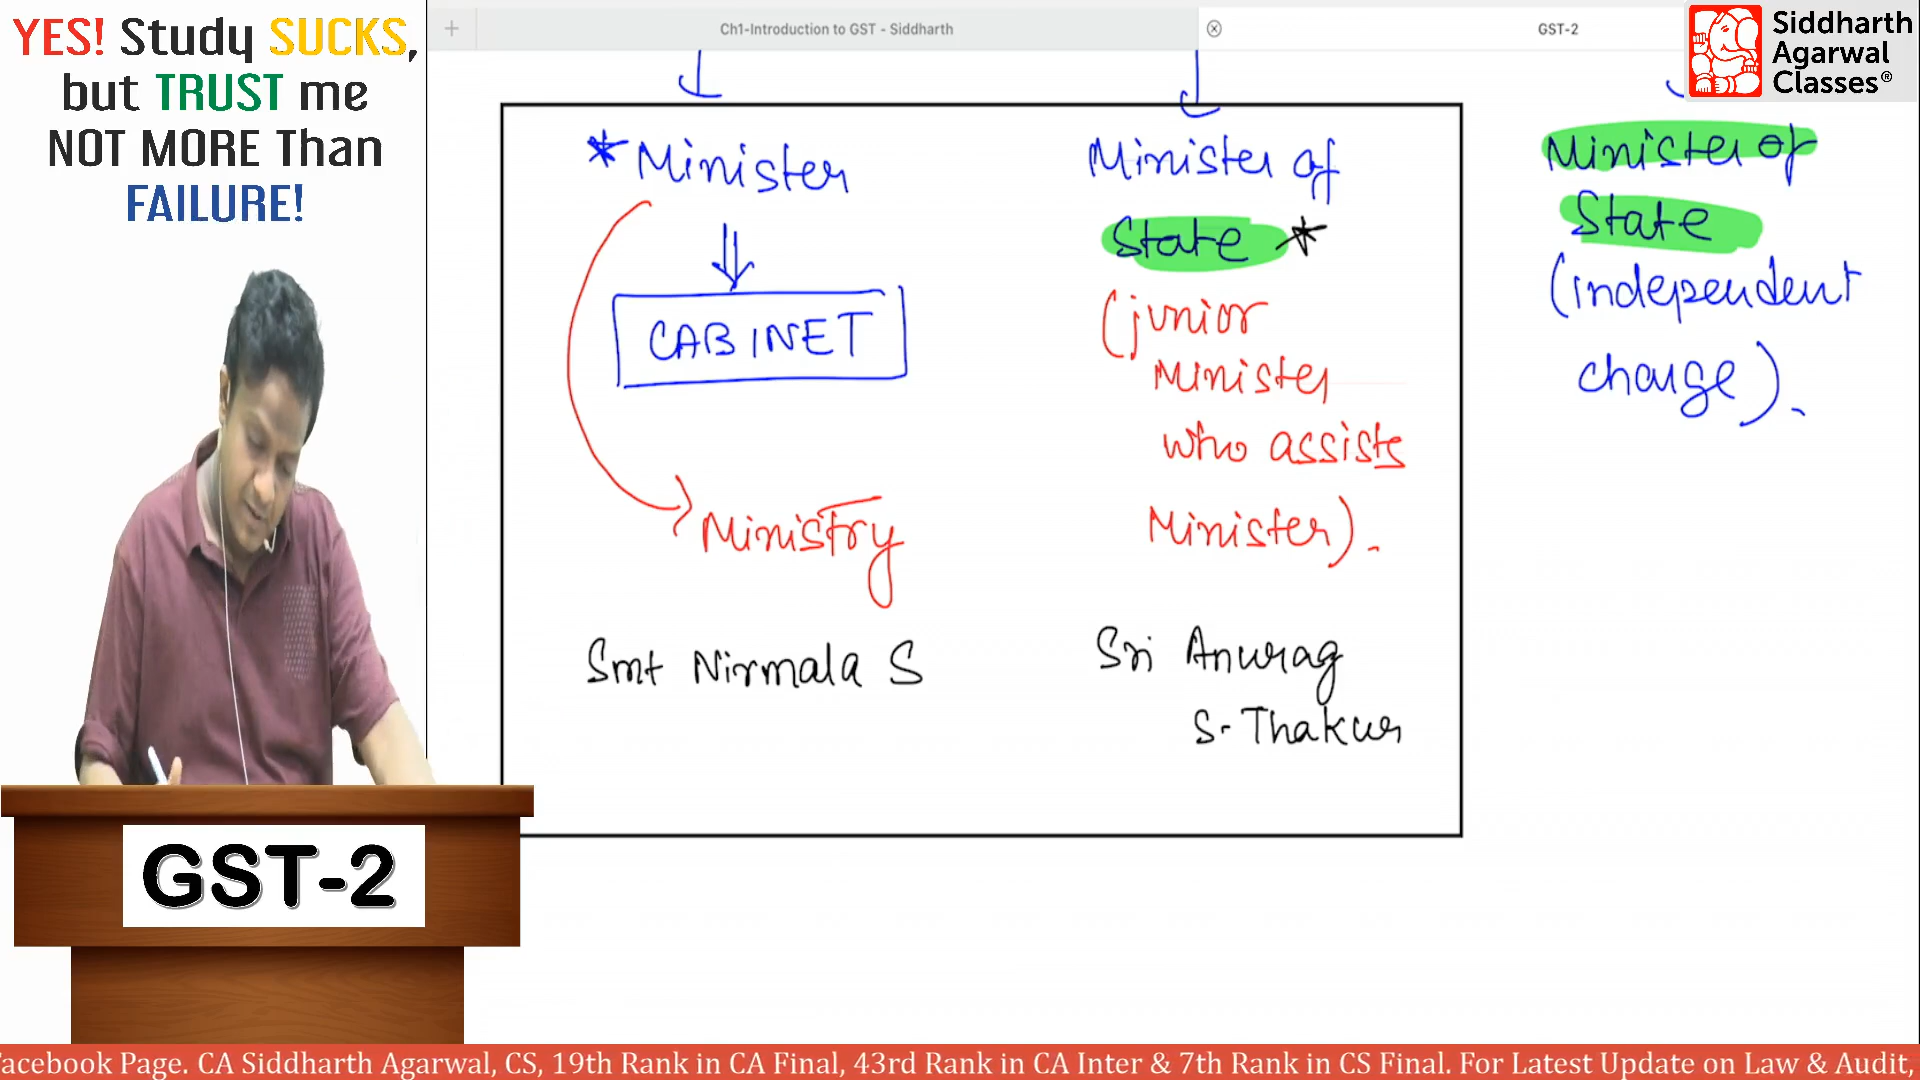 YES! Study SUCKS,
but TRUST me
NOT MORE Than
FAILURE!
Ch1-Introduction to GST - Siddharth
GST-2
Siddharth
Agarwal
Classes®
* Minister
CABINET
Ministry
Smt Nirmala S
Minister of
State *
(junior
Minister
who assists
Minister).
Sri Anurag
S. Thakur
Minister of
State
(independent
charge).
GST-2
acebook Page. CA Siddharth Agarwal, CS, 19th Rank in CA Final, 43rd Rank in CA Inter & 7th Rank in CS Final. For Latest Update on Law & Audit,